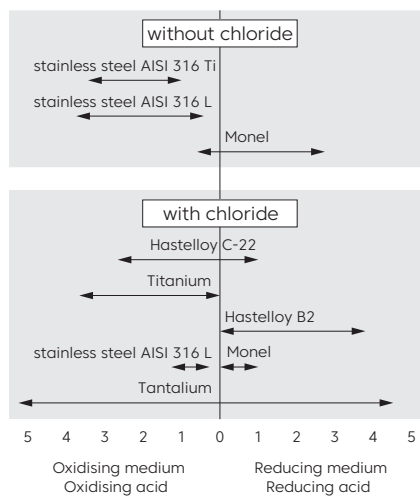 without chloride
stainless steel AISI 316 Ti
stainless steel AISI 316 L
Monel
with chloride
Hastelloy C-22
Titanium
Hastelloy B2
stainless steel AISI 316 L Monel
Tantalium
5 4 3 2 1 0 1 2 3 4 5
Oxidising medium Reducing medium
Oxidising acid Reducing acid